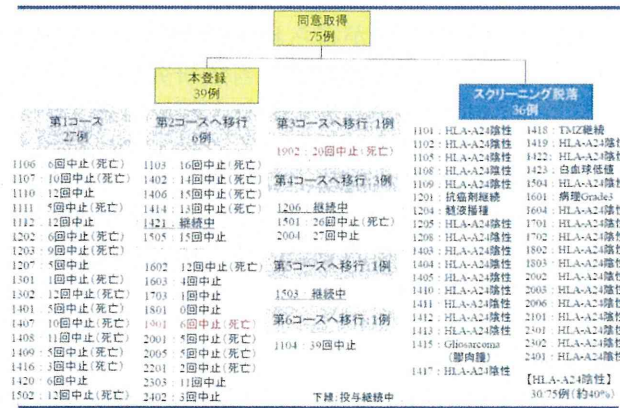 同意取得
75例
本登録
39例
スクリーニング脱落
36例
第1コース
27例
1106 6回中止(死亡)
1107 : 10回中止(死亡)
1110 : 12回中止
1111 5回中止(死亡)
1112 : 12回中止
1202 6回中止(死亡)
1203 : 9回中止(死亡)
1207 5回中止
1301 : 1回中止(死亡)
1302 : 12回中止(死亡)
1401 : 5回中止(死亡)
1407 : 10回中止(死亡)
1408 : 11回中止(死亡)
1409 : 5回中止(死亡)
1416 : 3回中止(死亡)
1420 : 6回中止
1502 : 12回中止(死亡)
第2コースへ移行
6例
1103 : 16回中止(死亡)
1402 : 14回中止(死亡)
1406 : 15回中止(死亡)
1414 : 13回中止(死亡)
1421 : 継続中
1505 : 15回中止
1602 : 12回中止(死亡)
1603 : 4回中止
1703 : 1回中止
1801 : 0回中止
1901 : 6回中止(死亡)
2001 : 5回中止(死亡)
2005 : 5回中止(死亡)
2201 : 2回中止(死亡)
2303 : 11回中止
2402 : 3回中止
第3コースへ移行:1例
1902 : 20回中止(死亡)
第4コースへ移行:3例
1206 : 継続中
1501 : 26回中止(死亡)
2004 : 27回中止
第5コースへ移行:1例
1503 : 継続中
第6コースへ移行:1例
1104 : 39回中止
下線:投与継続中
1101 : HLA-A24陰性
1102 : HLA-A24陰性
1105 : HLA-A24陰性
1108 : HLA-A24陰性
1109 : HLA-A24陰性
1201 : 抗癌剤継続
1204 : 髄液播種
1205 : HLA-A24陰性
1208 : HLA-A24陰性
1403 : HLA-A24陰性
1404 : HLA-A24陰性
1405 : HLA-A24陰性
1410 : HLA-A24陰性
1411 : HLA-A24陰性
1412 : HLA-A24陰性
1413 : HLA-A24陰性
1415 : Gliosarcoma
(膠肉腫)
1417 : HLA-A24陰性
1418 : TMZ継続
1419 : HLA-A24陰性
1422 : HLA-A24陰性
1423 : 白血球低値
1504 : HLA-A24陰性
1601 : 病理Grade3
1604 : HLA-A24陰性
1701 : HLA-A24陰性
1702 : HLA-A24陰性
1802 : HLA-A24陰性
1803 : HLA-A24陰性
2002 : HLA-A24陰性
2003 : HLA-A24陰性
2006 : HLA-A24陰性
2101 : HLA-A24陰性
2301 : HLA-A24陰性
2302 : HLA-A24陰性
2401 : HLA-A24陰性
【HLA-A24陰性】
30/75例(約40%)